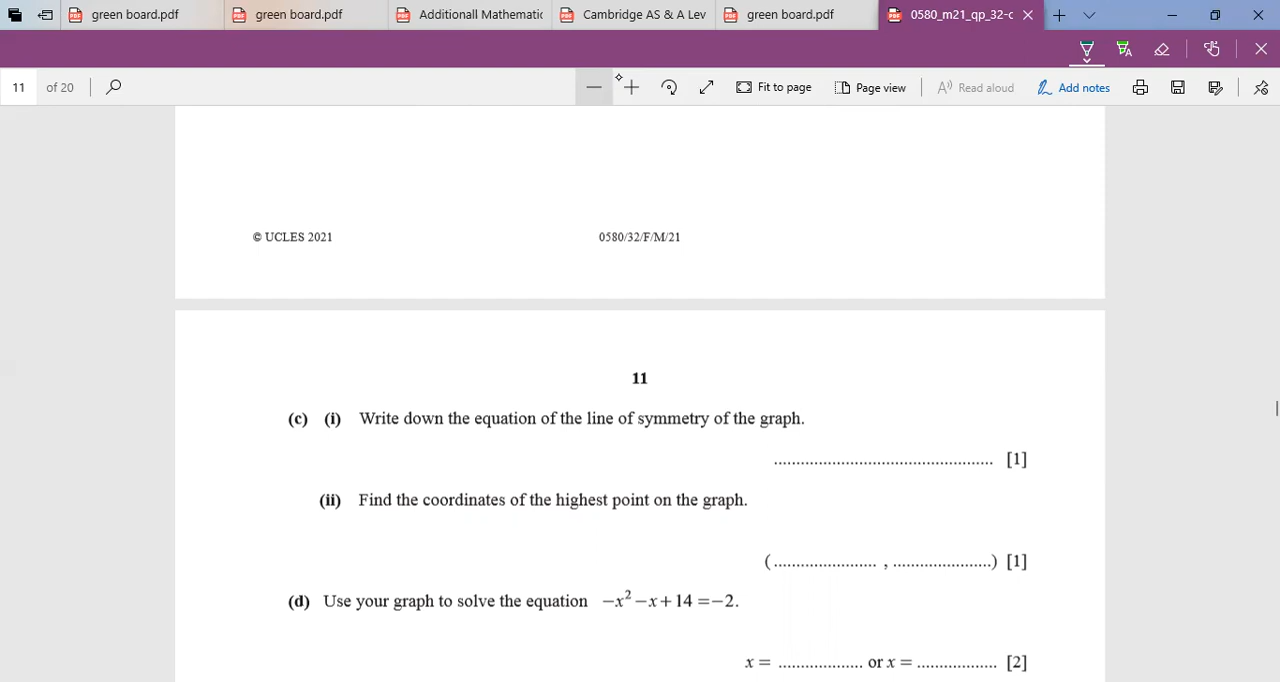 green board.pdf
green board.pdf
Additionall Mathematic
Cambridge AS & A Lev
green board.pdf
0580_m21_qp_32-c
11 of 20
Fit to page
Page view
Read aloud
Add notes
© UCLES 2021 0580/32/F/M/21
11
(c) (i) Write down the equation of the line of symmetry of the graph.
.................................................. [1]
(ii) Find the coordinates of the highest point on the graph.
(....................... , ......................) [1]
(d) Use your graph to solve the equation −x² − x + 14 = −2.
x = ................... or x = .................. [2]